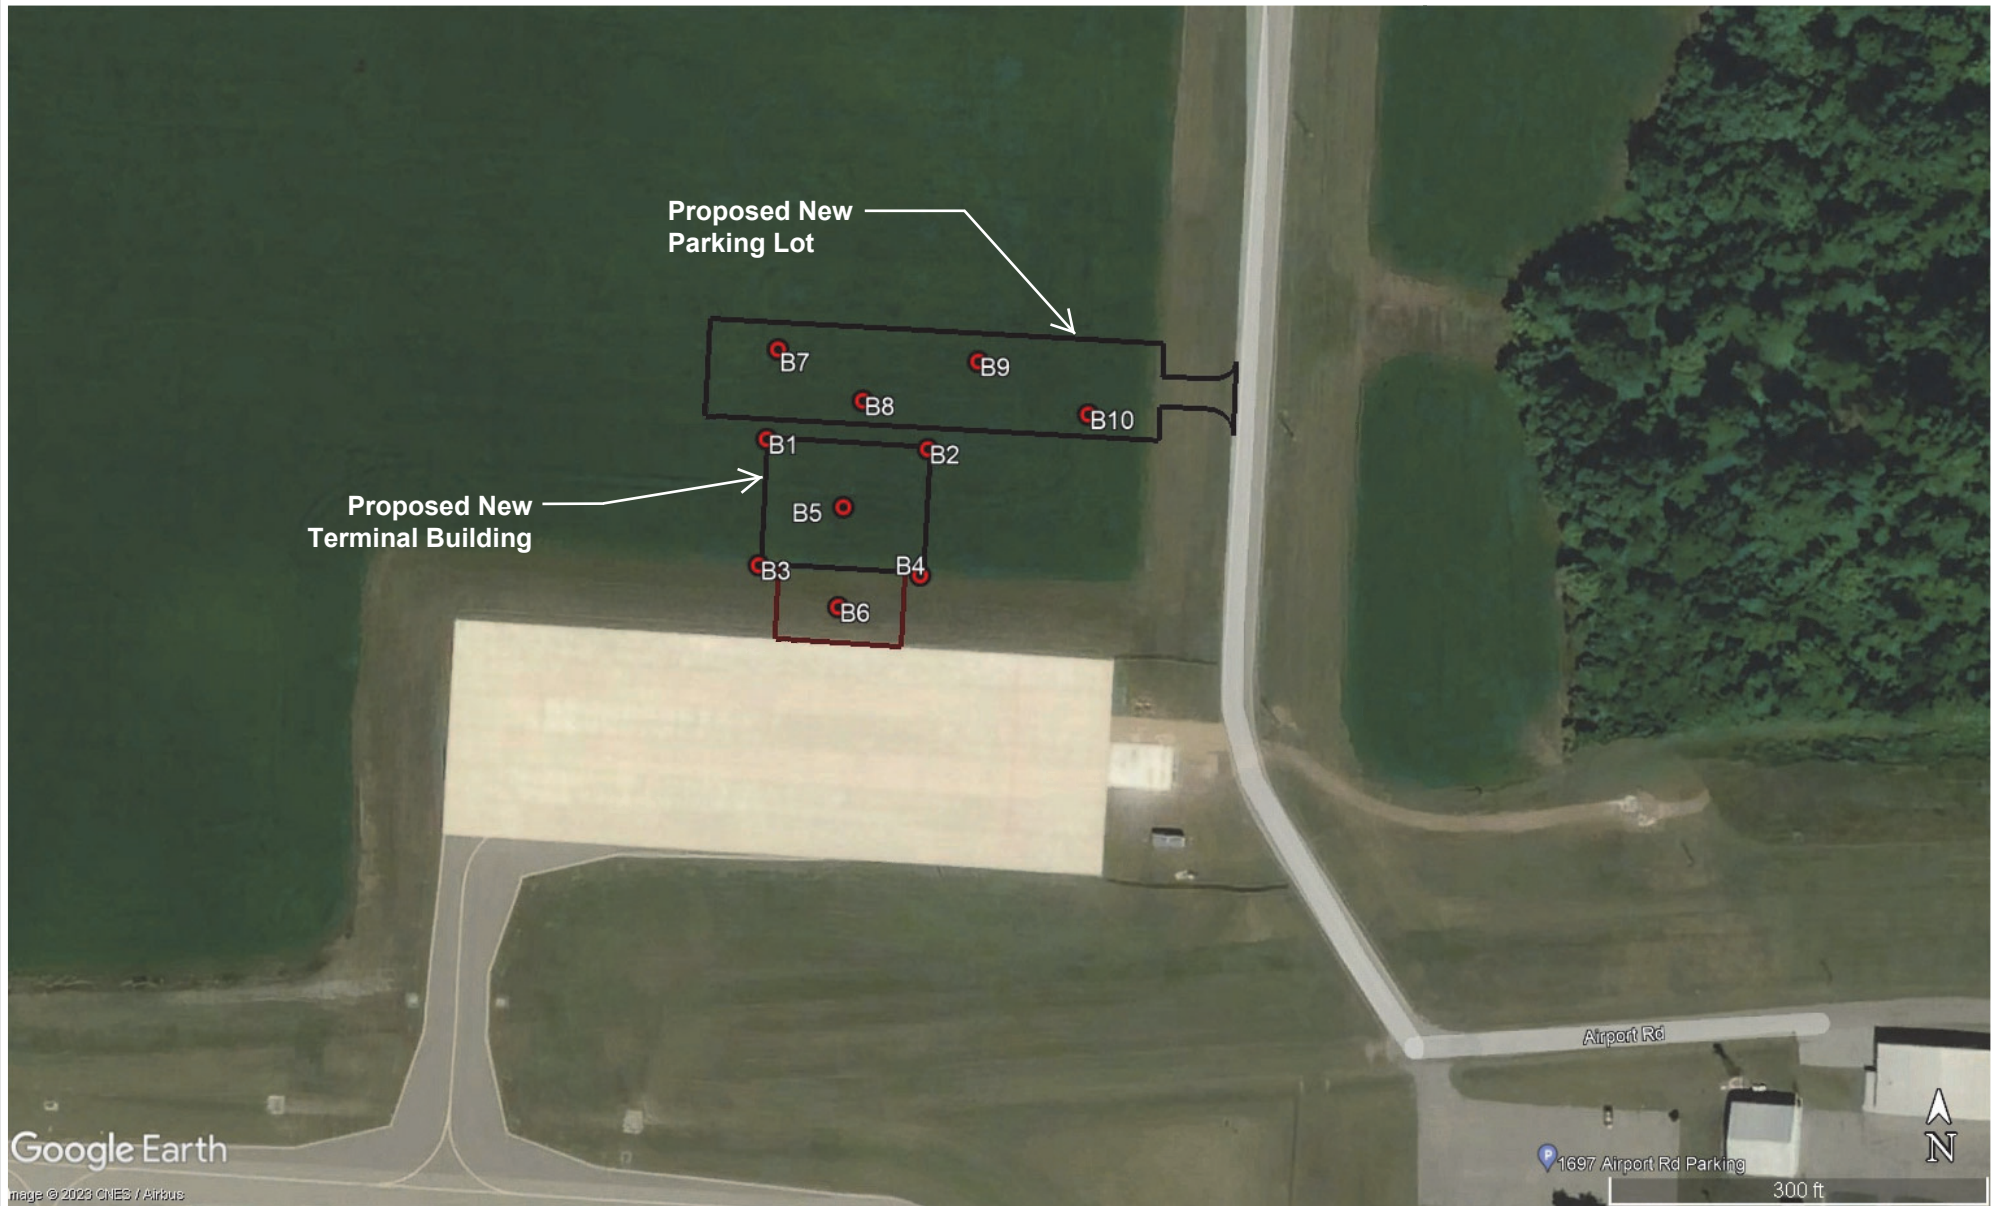 Proposed New
Parking Lot
B7
B9
B8
B10
B1
B2
Proposed New
Terminal Building
B5
B3
B4
B6
Airport Rd
Google Earth
N
P
1697 Airport Rd Parking
300 ft
mage © 2023 CNES / Airbus